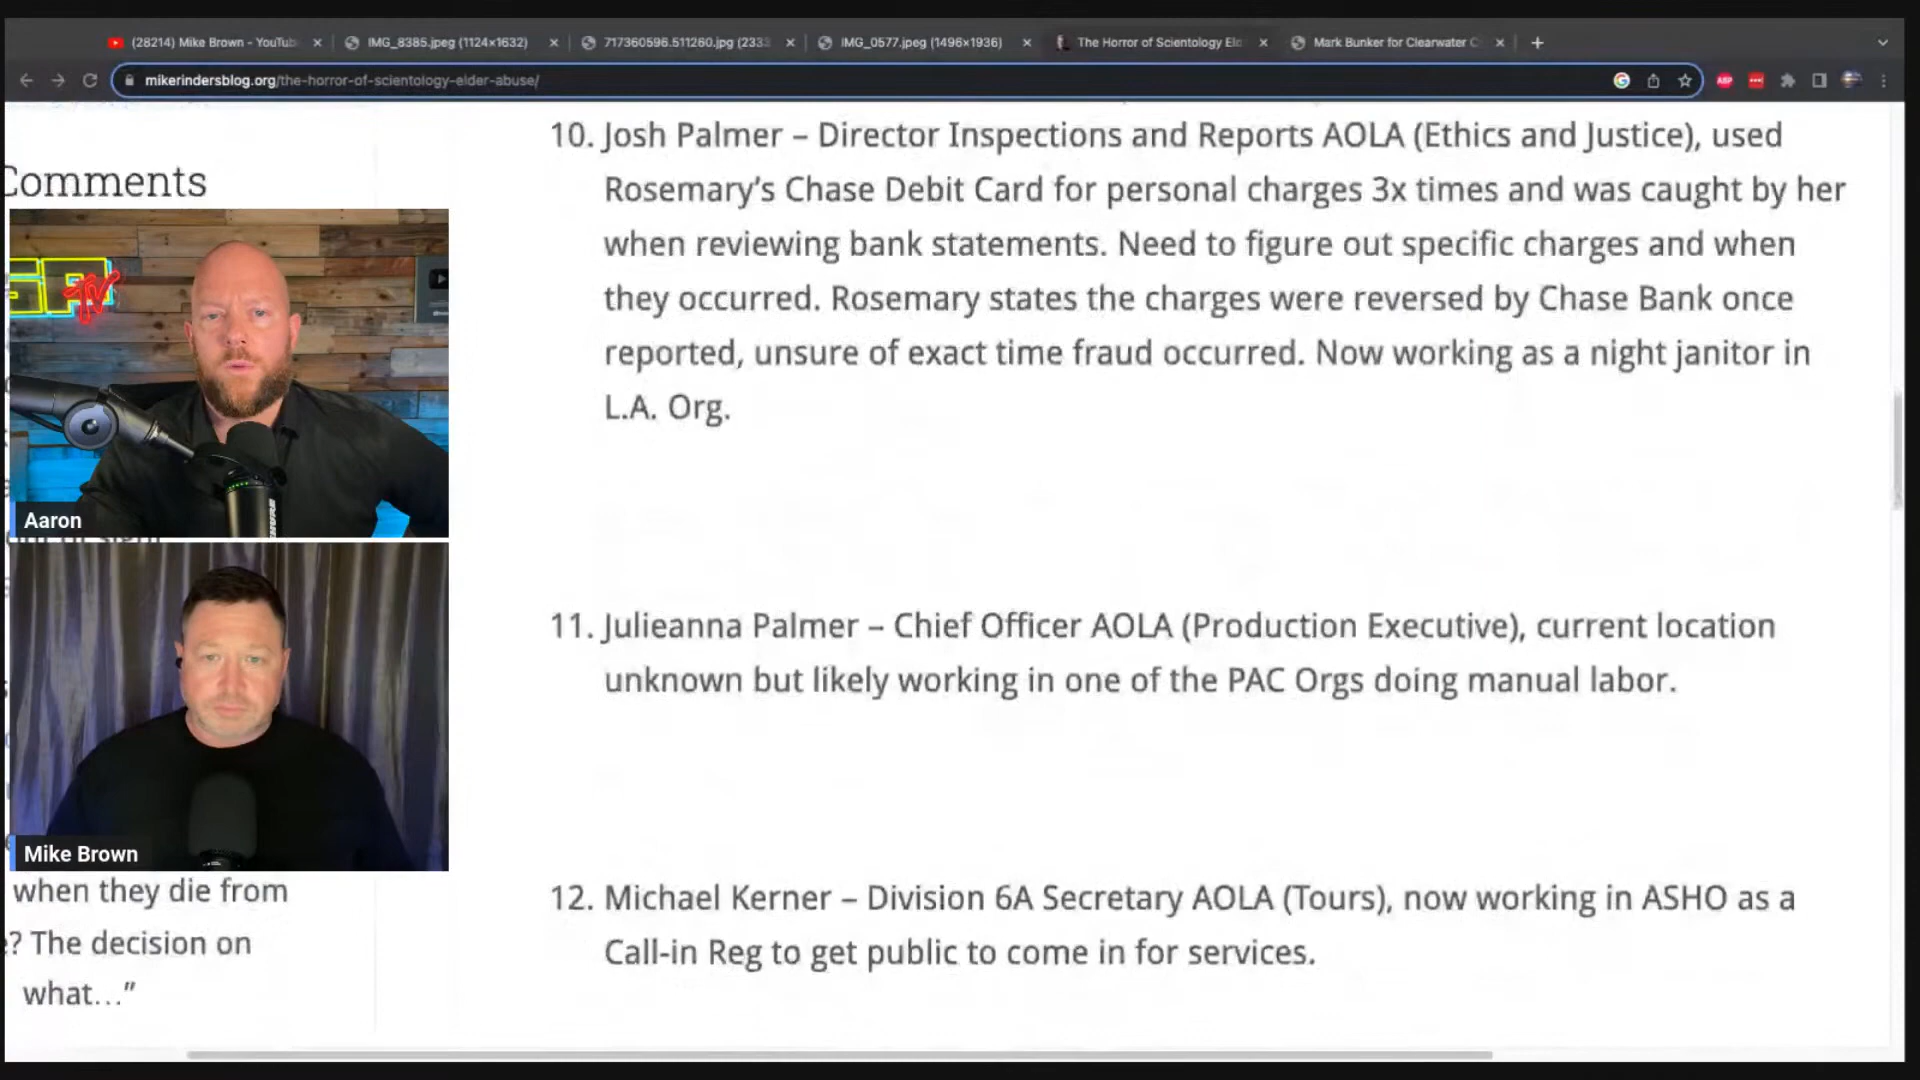 (28214) Mike Brown - YouTub
IMG_8385.jpeg (1124×1632)
717360596.511260.jpg (233
IMG_0577.jpeg (1496×1936)
The Horror of Scientology El
Mark Bunker for Clearwater C
mikerindersblog.org/the-horror-of-scientology-elder-abuse/
Comments
TV
Aaron
Mike Brown
when they die from
? The decision on
what…”
10. Josh Palmer – Director Inspections and Reports AOLA (Ethics and Justice), used
Rosemary’s Chase Debit Card for personal charges 3x times and was caught by her
when reviewing bank statements. Need to figure out specific charges and when
they occurred. Rosemary states the charges were reversed by Chase Bank once
reported, unsure of exact time fraud occurred. Now working as a night janitor in
L.A. Org.
11. Julieanna Palmer – Chief Officer AOLA (Production Executive), current location
unknown but likely working in one of the PAC Orgs doing manual labor.
12. Michael Kerner – Division 6A Secretary AOLA (Tours), now working in ASHO as a
Call-in Reg to get public to come in for services.